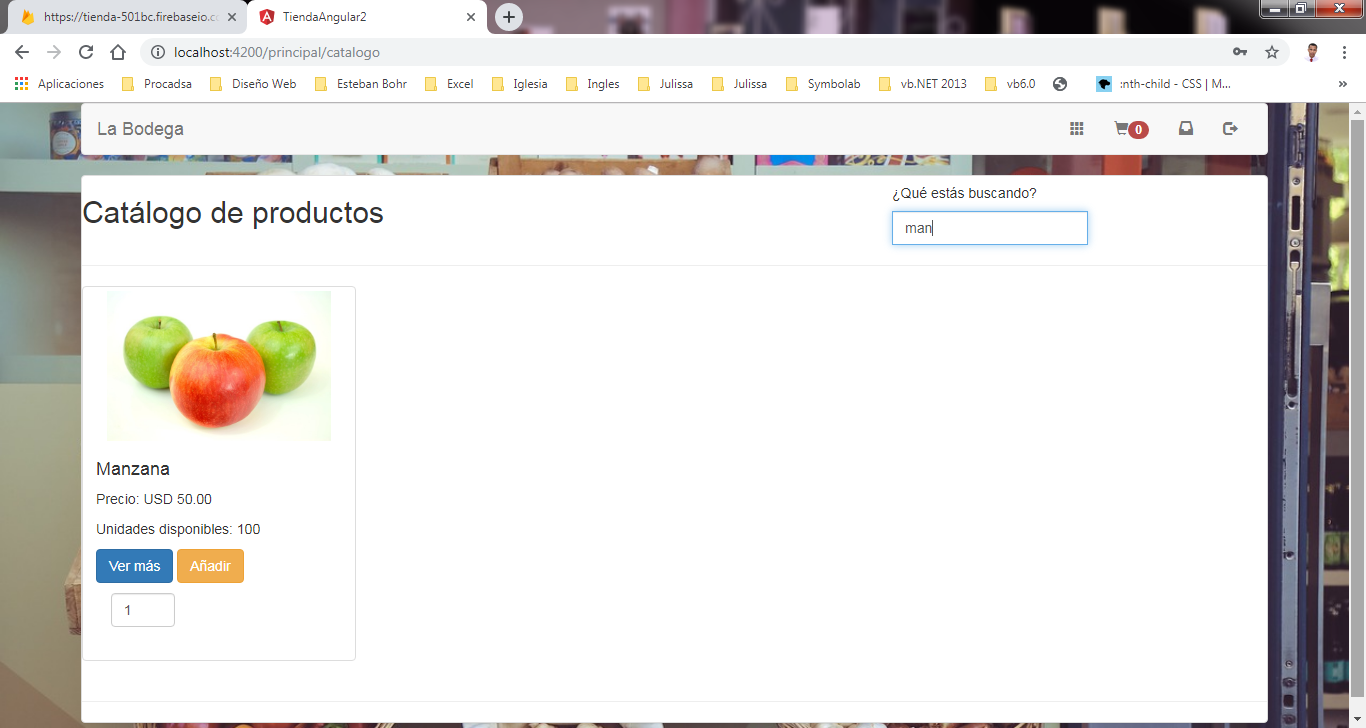 https://tienda-501bc.firebaseio.c
TiendaAngular2
localhost:4200/principal/catalogo
Aplicaciones
Procadsa
Diseño Web
Esteban Bohr
Excel
Iglesia
Ingles
Julissa
Julissa
Symbolab
vb.NET 2013
vb6.0
:nth-child - CSS | M...
La Bodega
0
¿Qué estás buscando?
Catálogo de productos
man
Manzana
Precio: USD 50.00
Unidades disponibles: 100
Ver más
Añadir
1